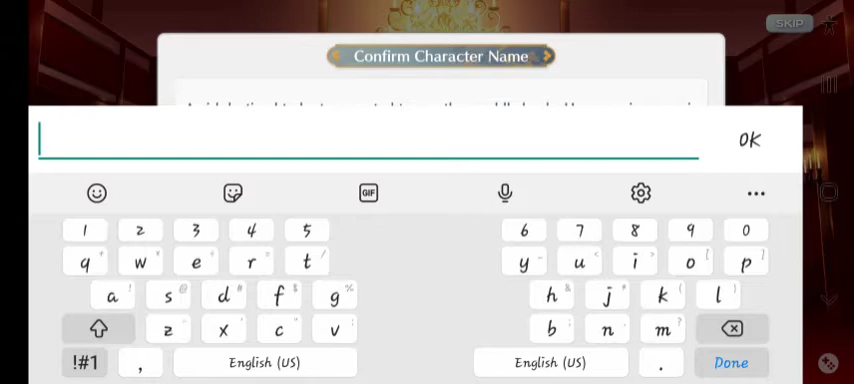 SKIP
Confirm Character Name
OK
GIF
1 2 3 4 5 6 7 8 9 0
q w e r t y u i o p
a s d f g h j k l
z x c v b n m
!#1 , English (US) English (US) . Done